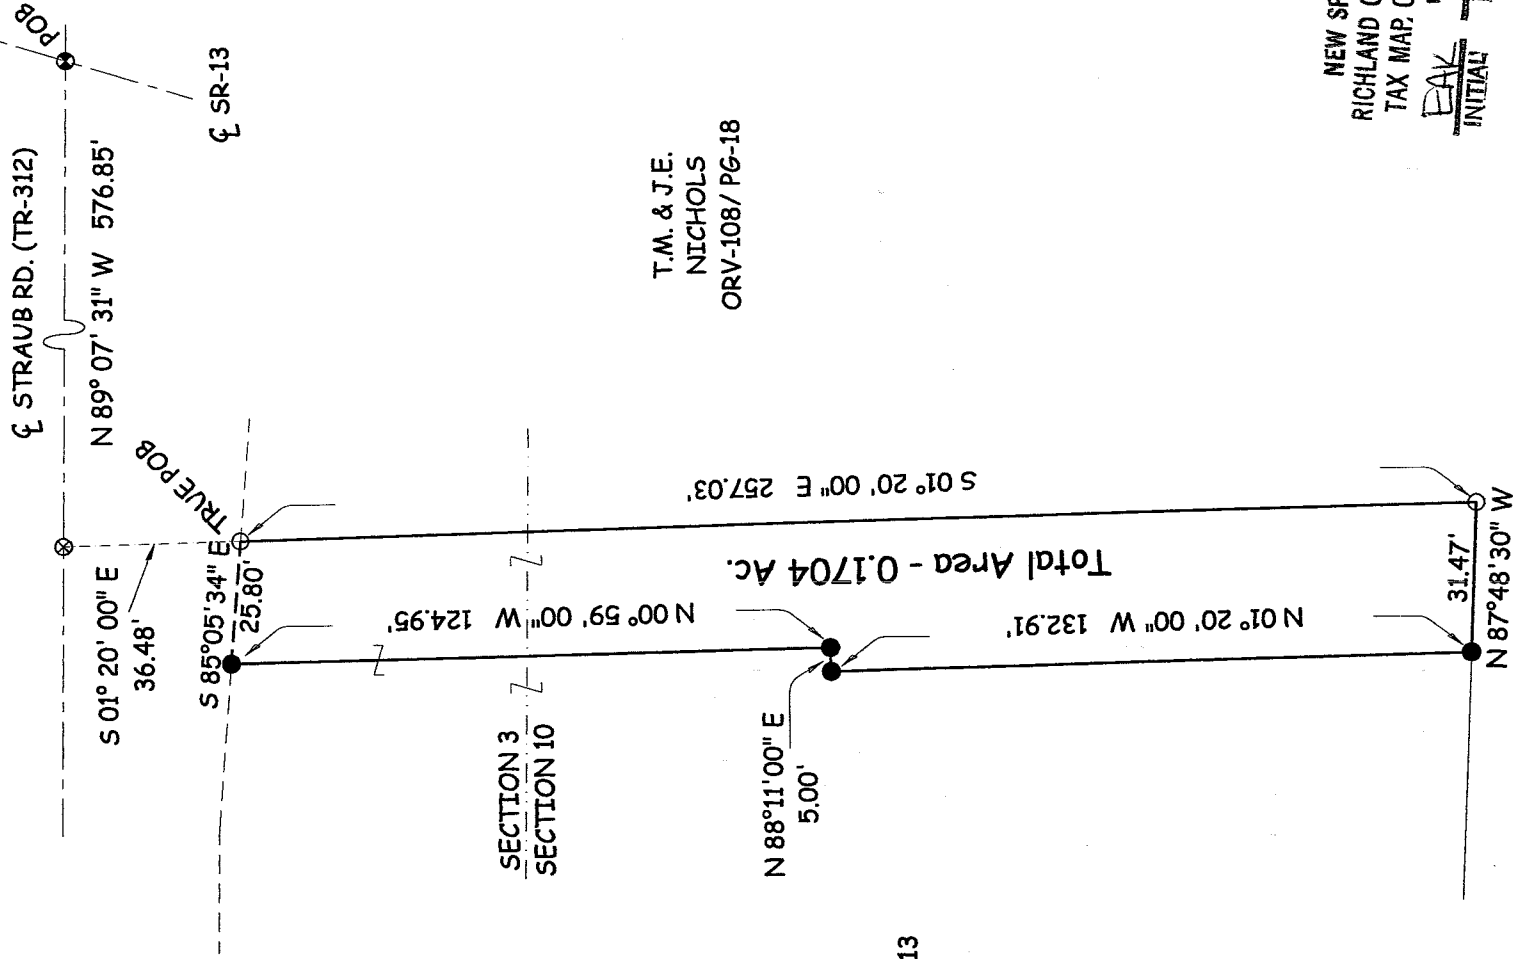 POB
℄ STRAUB RD. (TR-312)
N 89° 07' 31" W 576.85'
℄ SR-13
TRUE POB
S 01° 20' 00" E
36.48'
S 85°05'34" E
25.80'
T.M. & J.E.
NICHOLS
ORV-108/ PG-18
S 01° 20' 00" E 257.03'
Total Area - 0.1704 Ac.
N 00° 59' 00" W 124.95'
N 01° 20' 00" W 132.91'
SECTION 3
SECTION 10
N 88°11'00" E
5.00'
31.47'
N 87°48'30" W
13
NEW SP
RICHLAND C
TAX MAP, C
EAK
INITIAL